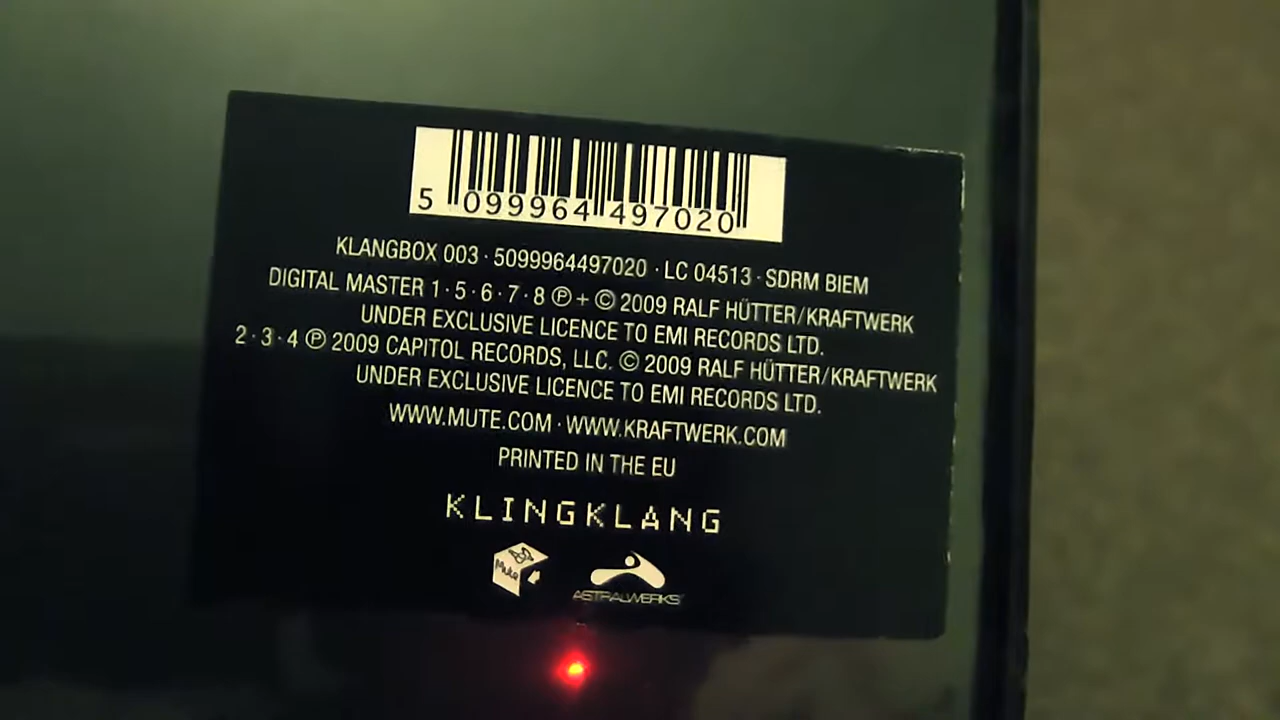 5 099964 497020
KLANGBOX 003 · 5099964497020 · LC 04513 · SDRM BIEM
DIGITAL MASTER 1 · 5 · 6 · 7 · 8 ℗ + © 2009 RALF HÜTTER/KRAFTWERK
UNDER EXCLUSIVE LICENCE TO EMI RECORDS LTD.
2 · 3 · 4 ℗ 2009 CAPITOL RECORDS, LLC. © 2009 RALF HÜTTER/KRAFTWERK
UNDER EXCLUSIVE LICENCE TO EMI RECORDS LTD.
WWW.MUTE.COM · WWW.KRAFTWERK.COM
PRINTED IN THE EU
KLINGKLANG
Mute
ASTRALWERKS